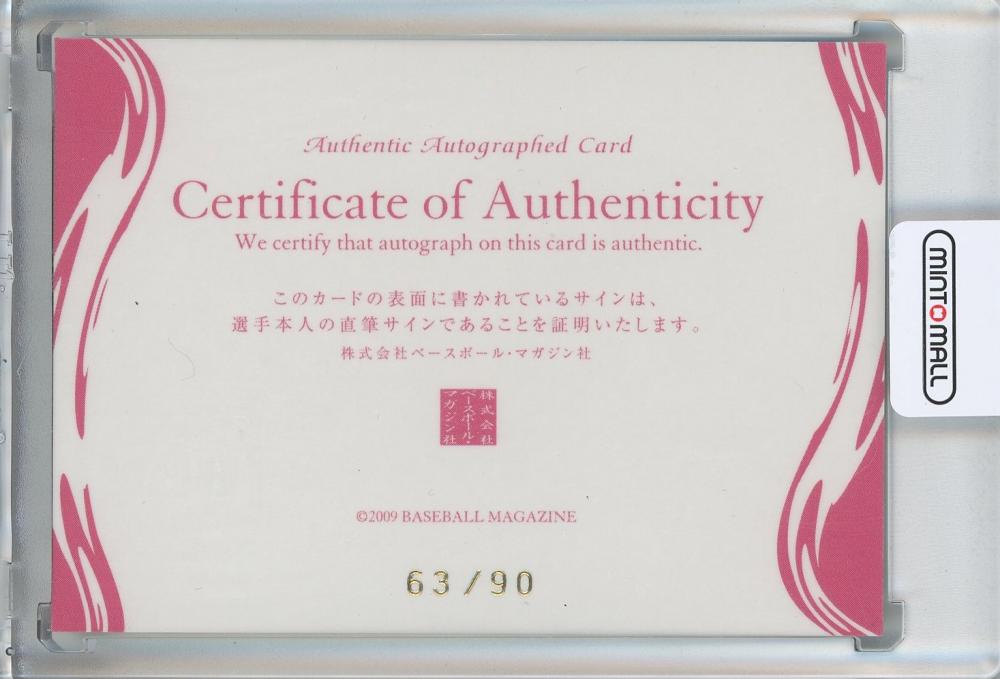 Authentic Autographed Card
Certificate of Authenticity
We certify that autograph on this card is authentic.
このカードの表面に書かれているサインは、
選手本人の直筆サインであることを証明いたします。
株式会社ベースボール・マガジン社
株式会社
ベースボール・
マガジン社
©2009 BASEBALL MAGAZINE
63/90
MINTOMALL